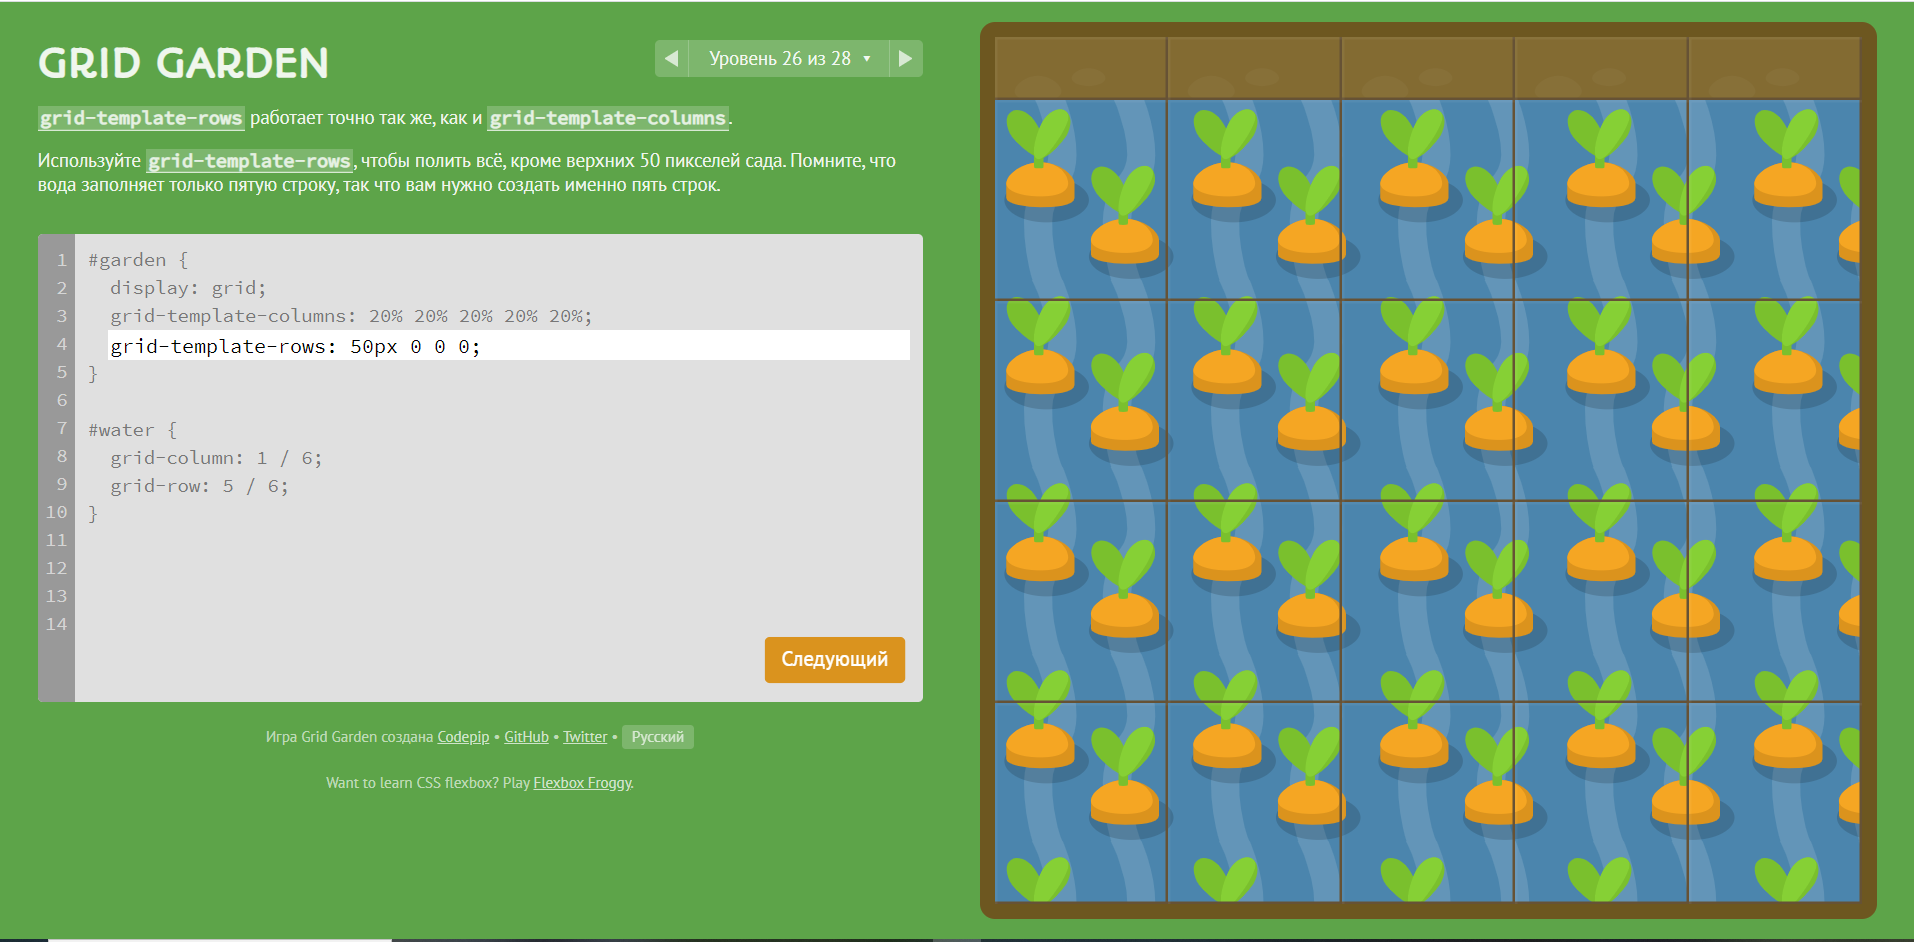 GRID GARDEN
◀ Уровень 26 из 28 ▾ ▶
grid-template-rows работает точно так же, как и grid-template-columns.
Используйте grid-template-rows, чтобы полить всё, кроме верхних 50 пикселей сада. Помните, что
вода заполняет только пятую строку, так что вам нужно создать именно пять строк.
1 #garden {
2   display: grid;
3   grid-template-columns: 20% 20% 20% 20% 20%;
4   grid-template-rows: 50px 0 0 0;
5 }
6
7 #water {
8   grid-column: 1 / 6;
9   grid-row: 5 / 6;
10 }
11
12
13
14
Следующий
Игра Grid Garden создана Codepip • GitHub • Twitter • Русский
Want to learn CSS flexbox? Play Flexbox Froggy.